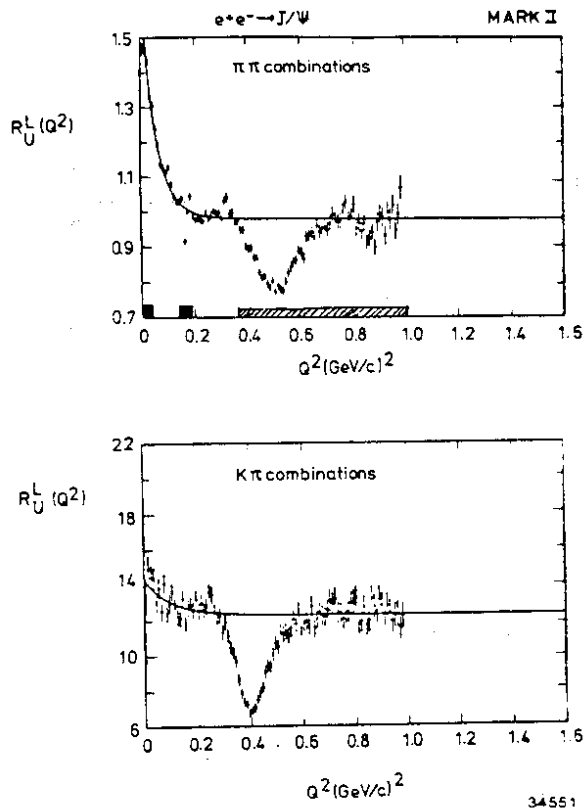 e+e-→J/Ψ MARK II
1.5
ππ combinations
1.3
R_U^L(Q²)
1.1
0.9
0.7
0 0.2 0.4 0.6 0.8 1.0 1.2 1.5
Q²(GeV/c)²
22
Kπ combinations
R_U^L(Q²)
18
14
10
6
0 0.2 0.4 0.6 0.8 1.0 1.2 1.4 1.6
Q²(GeV/c)²
34551